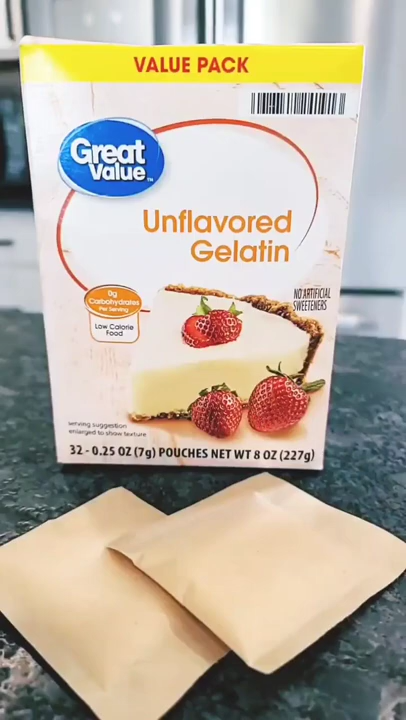 VALUE PACK
Great
Value™
Unflavored
Gelatin
0g
Carbohydrates
Per Serving
Low Calorie
Food
NO ARTIFICIAL
SWEETENERS
serving suggestion
enlarged to show texture
32 - 0.25 OZ (7g) POUCHES NET WT 8 OZ (227g)